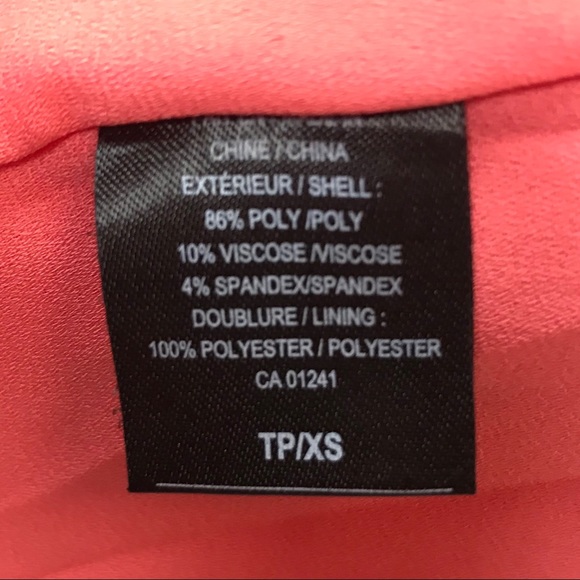 CHINE / CHINA
EXTÉRIEUR / SHELL :
86% POLY /POLY
10% VISCOSE /VISCOSE
4% SPANDEX/SPANDEX
DOUBLURE / LINING :
100% POLYESTER / POLYESTER
CA 01241
TP/XS